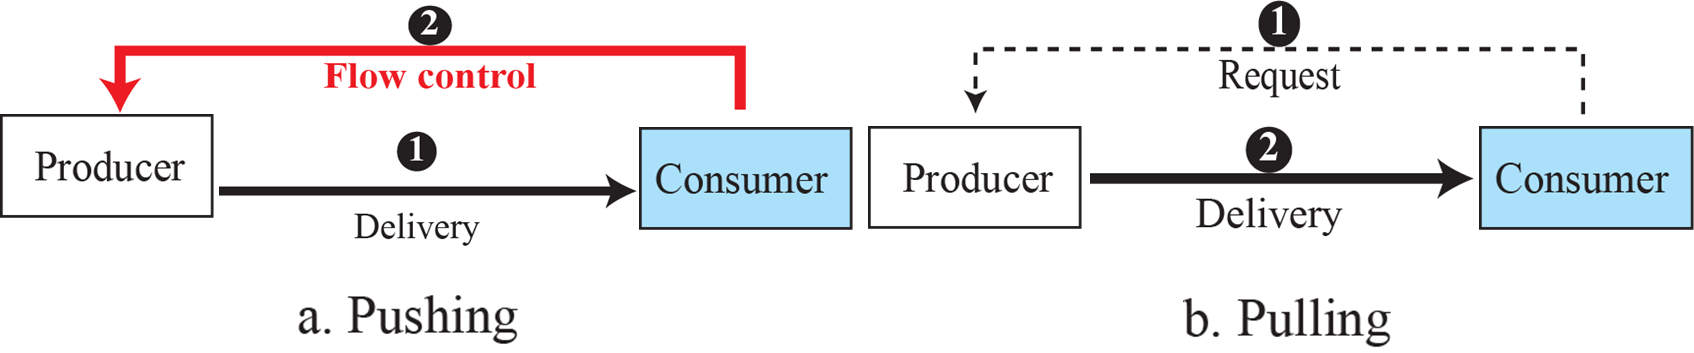 2
Flow control
Producer
1
Consumer
Delivery
a. Pushing
1
Request
Producer
2
Consumer
Delivery
b. Pulling